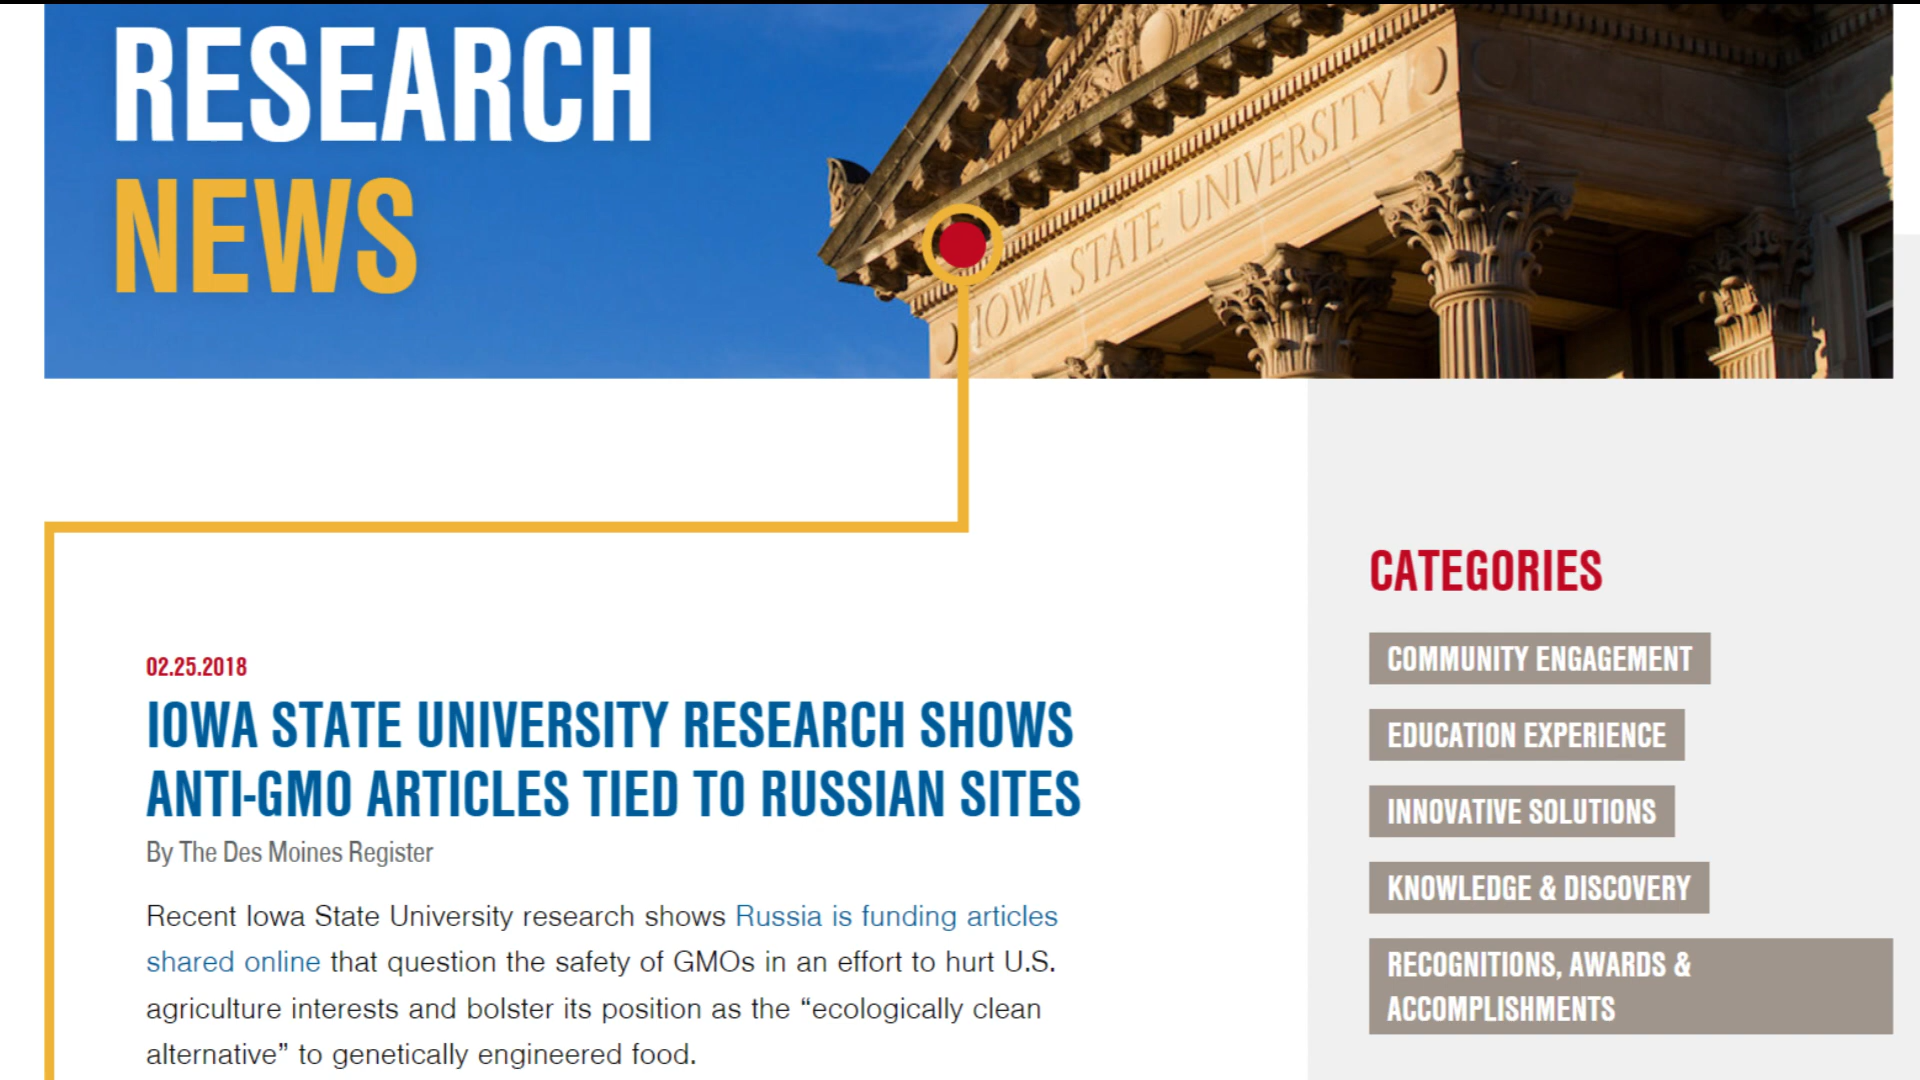 RESEARCH
NEWS
IOWA STATE UNIVERSITY
02.25.2018
IOWA STATE UNIVERSITY RESEARCH SHOWS
ANTI-GMO ARTICLES TIED TO RUSSIAN SITES
By The Des Moines Register
Recent Iowa State University research shows Russia is funding articles
shared online that question the safety of GMOs in an effort to hurt U.S.
agriculture interests and bolster its position as the “ecologically clean
alternative” to genetically engineered food.
CATEGORIES
COMMUNITY ENGAGEMENT
EDUCATION EXPERIENCE
INNOVATIVE SOLUTIONS
KNOWLEDGE & DISCOVERY
RECOGNITIONS, AWARDS &
ACCOMPLISHMENTS